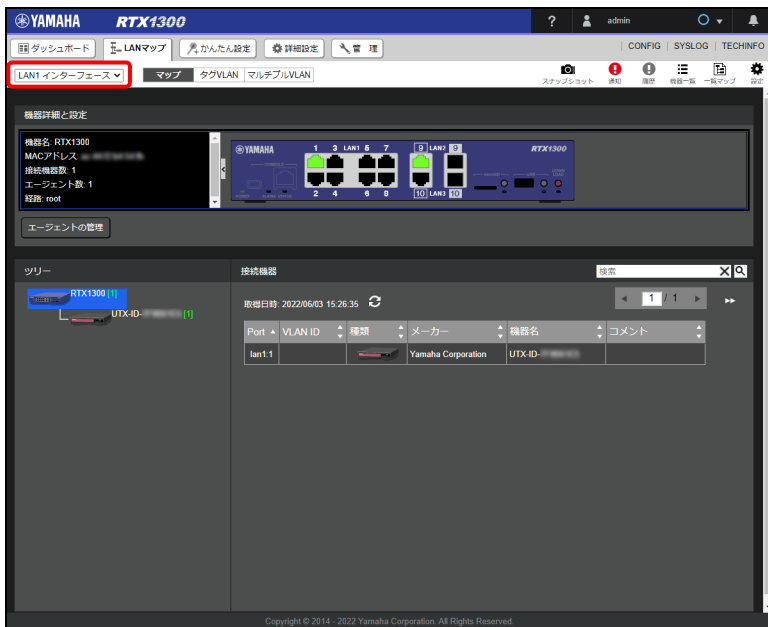 YAMAHA RTX1300 ? admin
ダッシュボード LANマップ かんたん設定 詳細設定 管 理 CONFIG SYSLOG TECHINFO
LAN1 インターフェース マップ タグVLAN マルチプルVLAN スナップショット 通知 履歴 機器一覧 一覧マップ 設定
機器詳細と設定
機器名: RTX1300
MACアドレス:
接続機器数: 1
エージェント数: 1
経路: root
YAMAHA 1 3 LAN1 5 7 9 LAN2 9 RTX1300
2 4 6 8 10 LAN3 10
エージェントの管理
ツリー
RTX1300 [1]
UTX-ID- [1]
接続機器 検索
取得日時: 2022/06/03 15:26:35 1 / 1
Port VLAN ID 種類 メーカー 機器名 コメント
lan1:1 Yamaha Corporation UTX-ID-
Copyright © 2014 - 2022 Yamaha Corporation. All Rights Reserved.